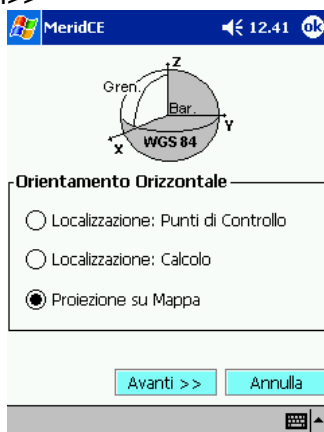 MeridCE 12.41 ok
Z
Gren.
Bar.
Y
X
WGS 84
Orientamento Orizzontale
Localizzazione: Punti di Controllo
Localizzazione: Calcolo
Proiezione su Mappa
Avanti >> Annulla